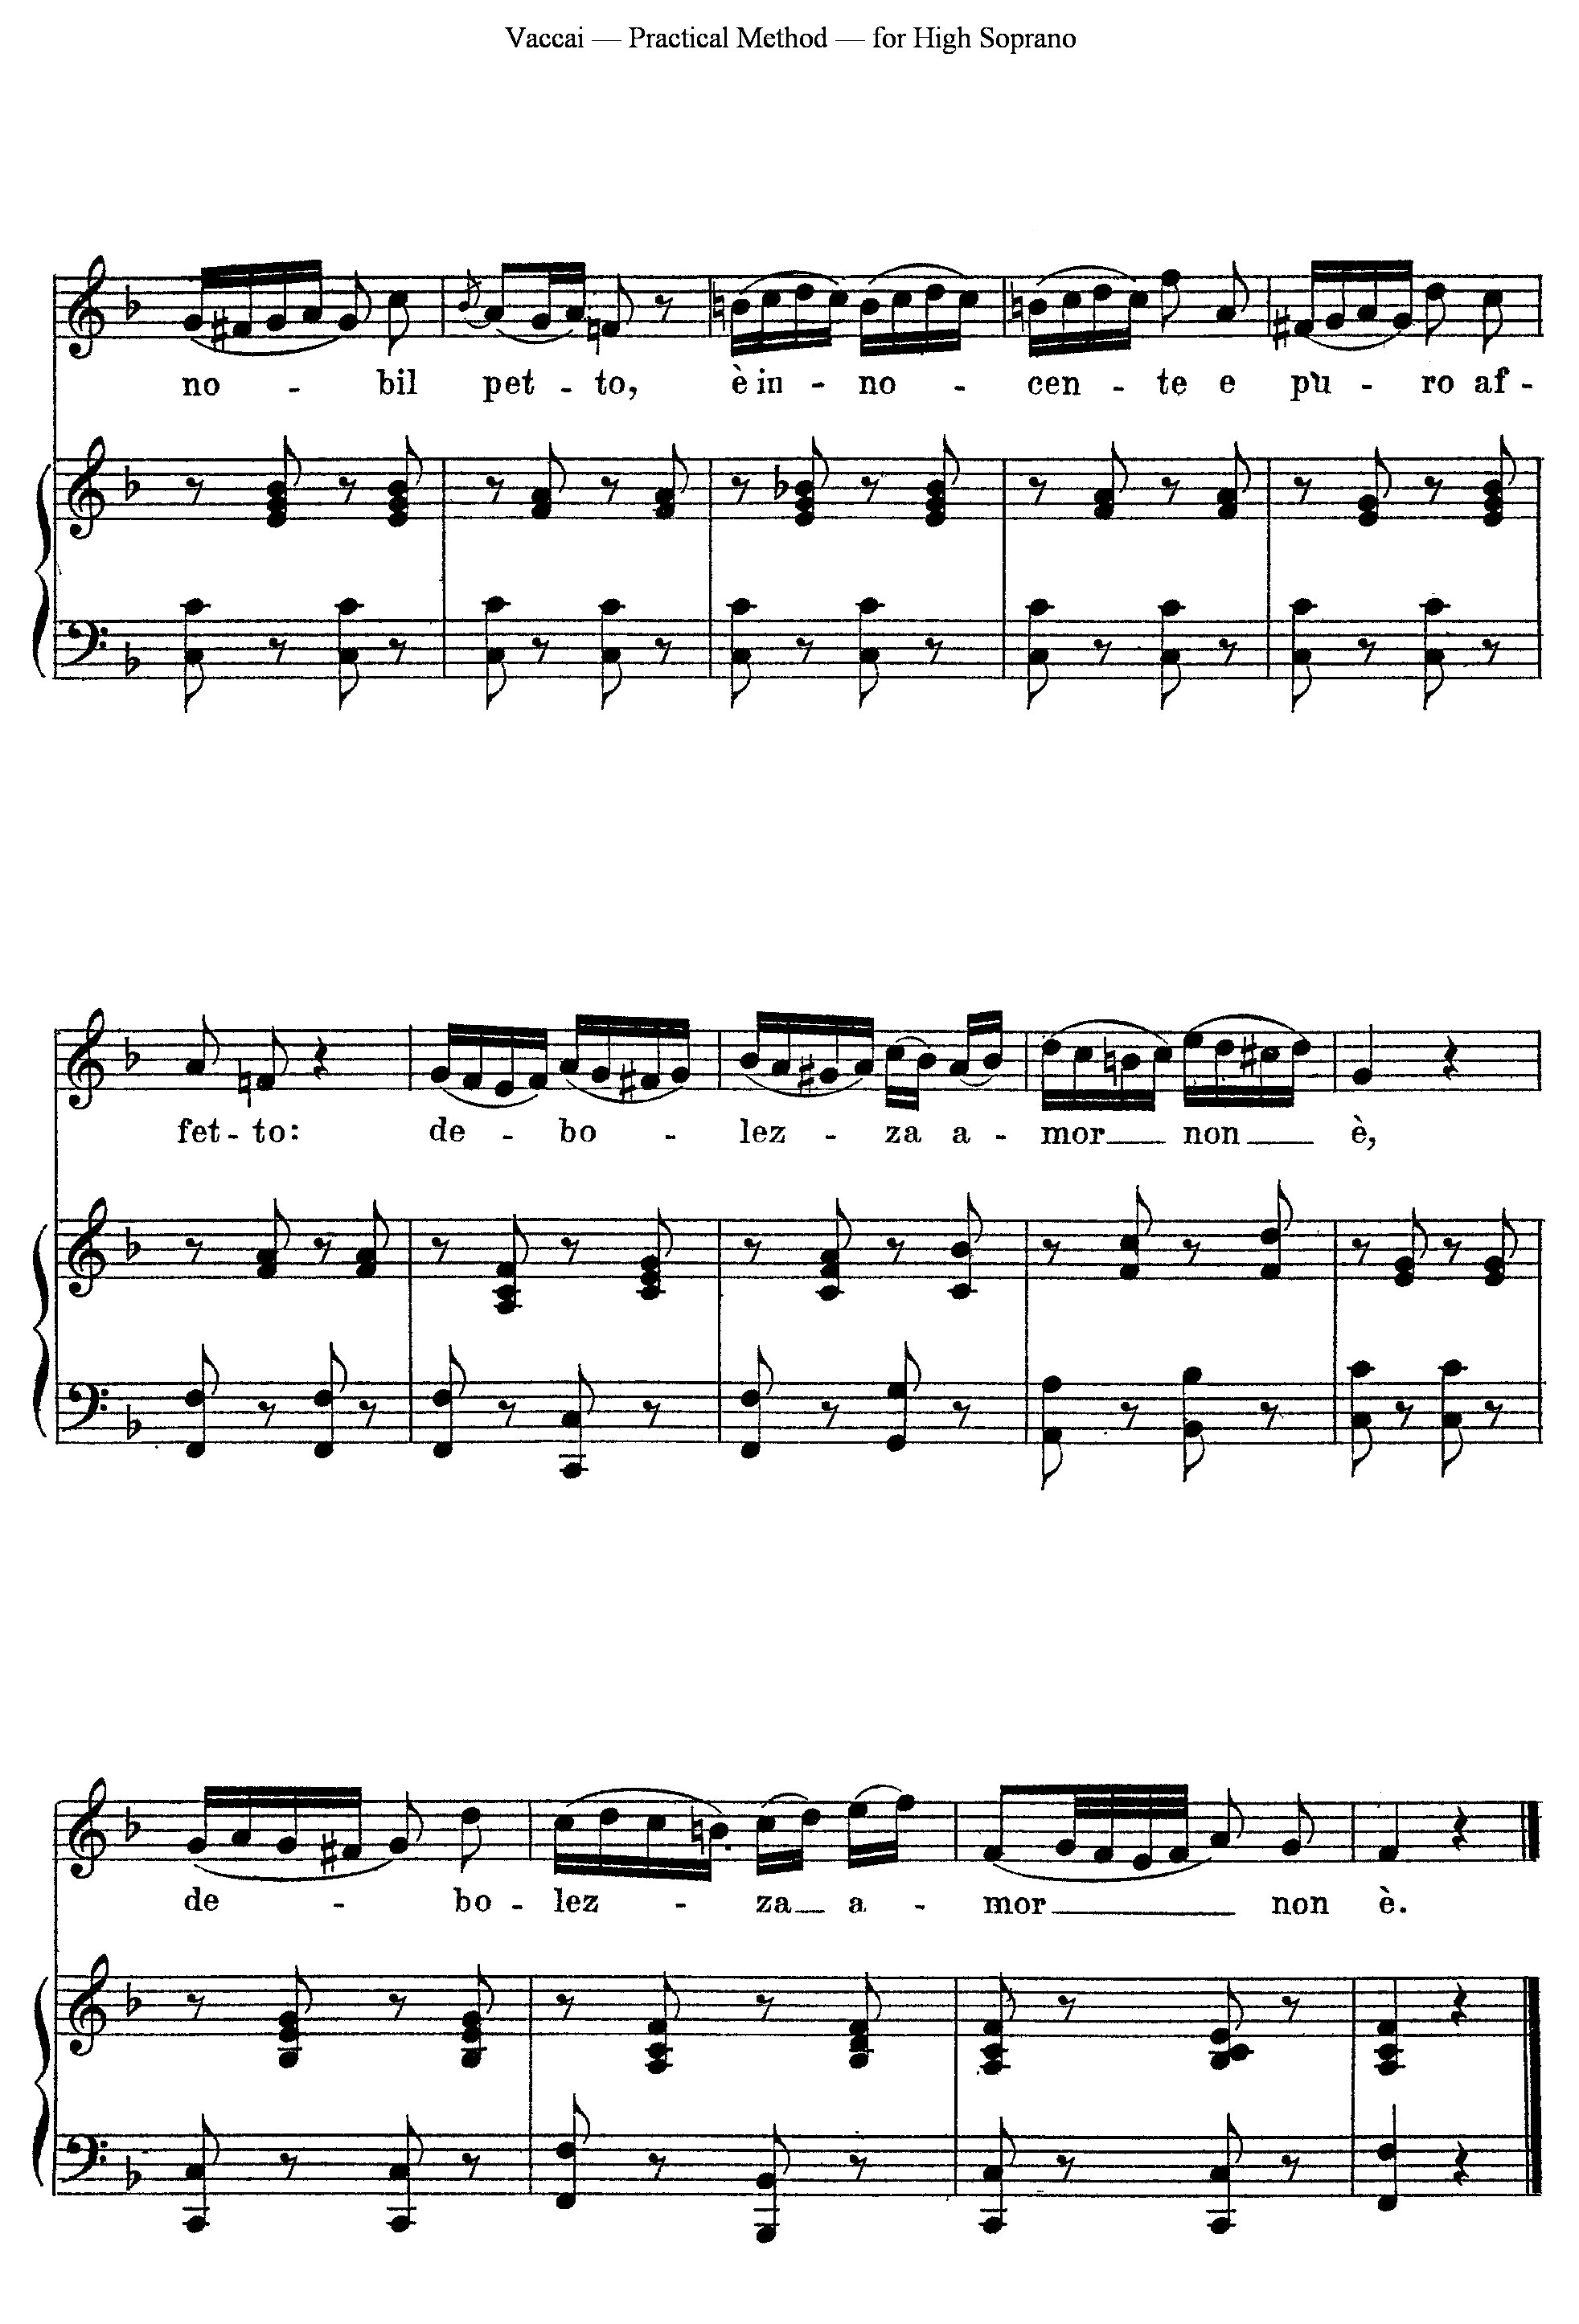 Vaccai — Practical Method — for High Soprano
no - bil pet - to, è in - no - cen - te e pu - ro af -
fet - to: de - bo - lez - za a - mor non è,
de - bo - lez - za a - mor non è.